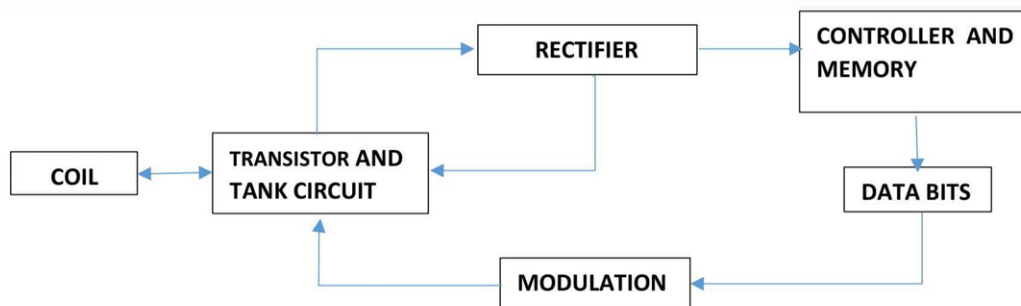 RECTIFIER
CONTROLLER AND
MEMORY
COIL
TRANSISTOR AND
TANK CIRCUIT
DATA BITS
MODULATION